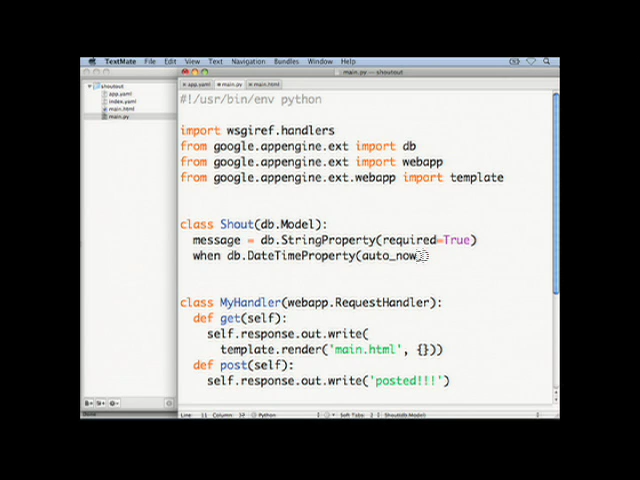 TextMate File Edit View Text Navigation Bundles Window Help
main.py — shoutout
shoutout
app.yaml
index.yaml
main.html
main.py
app.yaml main.py main.html
#!/usr/bin/env python
import wsgiref.handlers
from google.appengine.ext import db
from google.appengine.ext import webapp
from google.appengine.ext.webapp import template
class Shout(db.Model):
message = db.StringProperty(required=True)
when db.DateTimeProperty(auto_now
class MyHandler(webapp.RequestHandler):
def get(self):
self.response.out.write(
template.render('main.html', {}))
def post(self):
self.response.out.write('posted!!!')
Line: 11 Column: Python Soft Tabs: 2 Shout(db.Model)